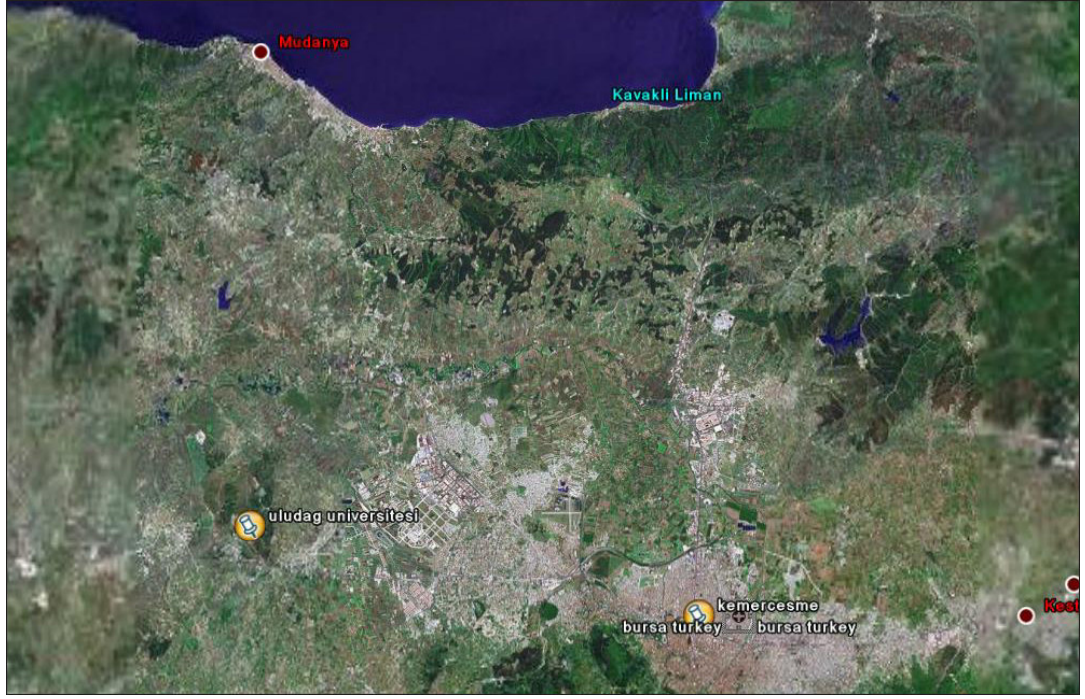 Mudanya
Kavakli Liman
uludag universitesi
kemercesme
bursa turkey
bursa turkey